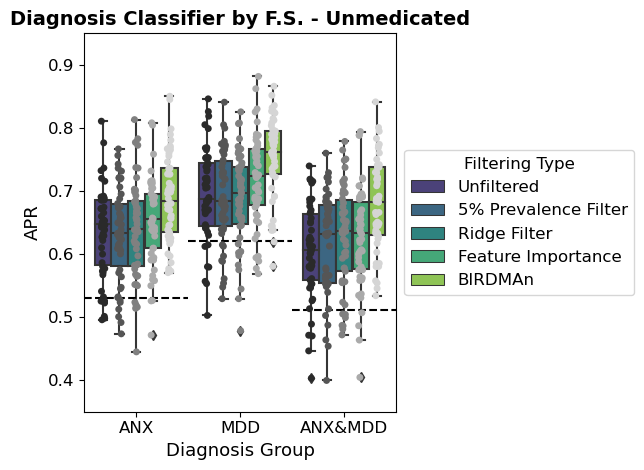 Diagnosis Classifier by F.S. - Unmedicated
0.9
0.8
0.7
0.6
0.5
0.4
APR
ANX
MDD
ANX&MDD
Diagnosis Group
Filtering Type
Unfiltered
5% Prevalence Filter
Ridge Filter
Feature Importance
BIRDMAn